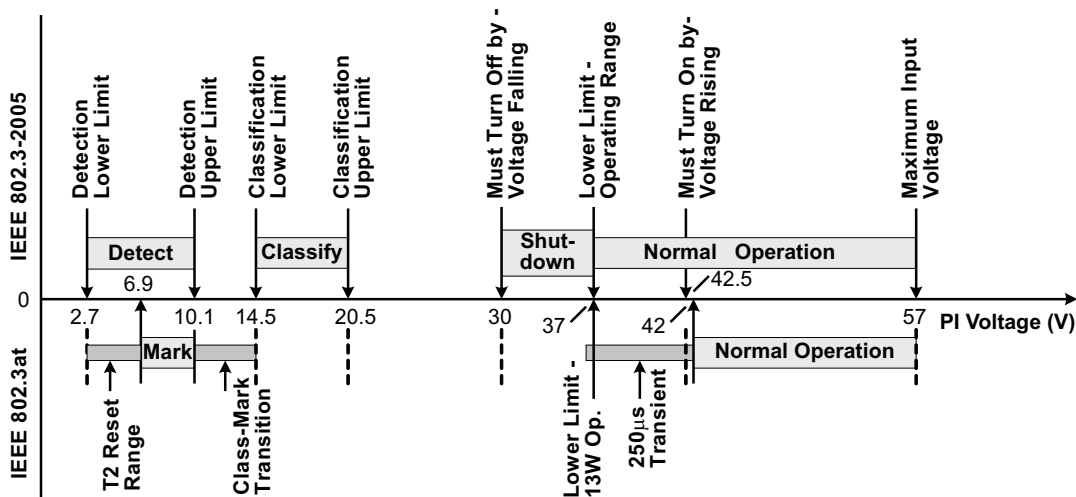 IEEE 802.3-2005
Detection
Lower Limit
Detection
Upper Limit
Classification
Lower Limit
Classification
Upper Limit
Must Turn Off by -
Voltage Falling
Lower Limit -
Operating Range
Must Turn On by-
Voltage Rising
Maximum Input
Voltage
Detect
Classify
Shut-
down
Normal Operation
6.9
42.5
0
2.7
10.1
14.5
20.5
30
37
42
57
PI Voltage (V)
IEEE 802.3at
Mark
Normal Operation
T2 Reset
Range
Class-Mark
Transition
Lower Limit -
13W Op.
250μs
Transient